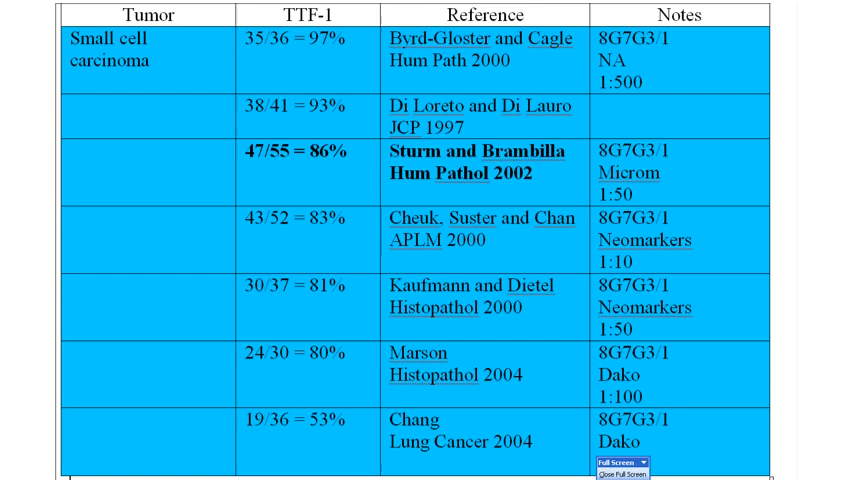 Tumor TTF-1 Reference Notes
Small cell 35/36 = 97% Byrd-Gloster and Cagle 8G7G3/1
carcinoma Hum Path 2000 NA
1:500
38/41 = 93% Di Loreto and Di Lauro
JCP 1997
47/55 = 86% Sturm and Brambilla 8G7G3/1
Hum Pathol 2002 Microm
1:50
43/52 = 83% Cheuk, Suster and Chan 8G7G3/1
APLM 2000 Neomarkers
1:10
30/37 = 81% Kaufmann and Dietel 8G7G3/1
Histopathol 2000 Neomarkers
1:50
24/30 = 80% Marson 8G7G3/1
Histopathol 2004 Dako
1:100
19/36 = 53% Chang 8G7G3/1
Lung Cancer 2004 Dako
Full Screen
Close Full Screen